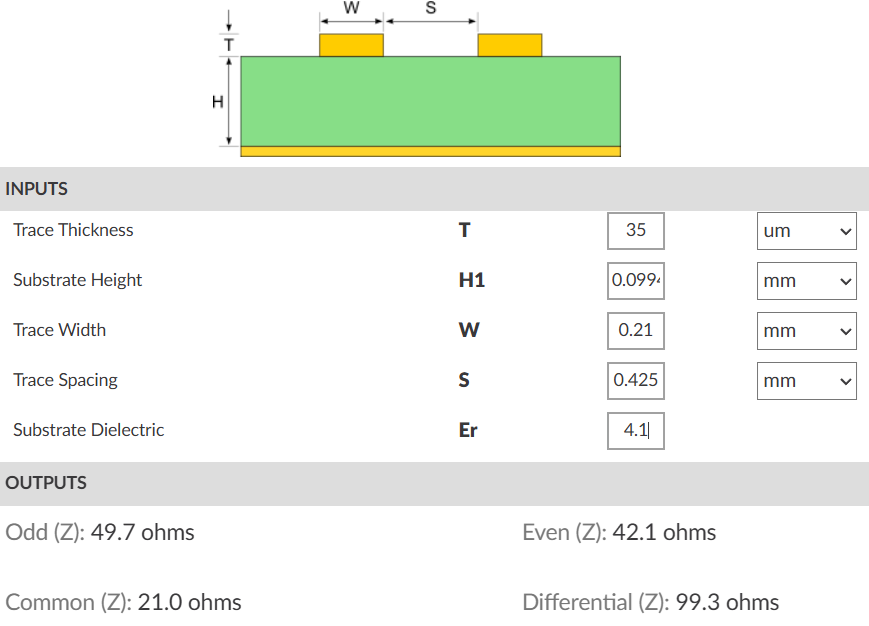 W S
T
H
INPUTS
Trace Thickness T 35 um
Substrate Height H1 0.099 mm
Trace Width W 0.21 mm
Trace Spacing S 0.425 mm
Substrate Dielectric Er 4.1
OUTPUTS
Odd (Z): 49.7 ohms Even (Z): 42.1 ohms
Common (Z): 21.0 ohms Differential (Z): 99.3 ohms